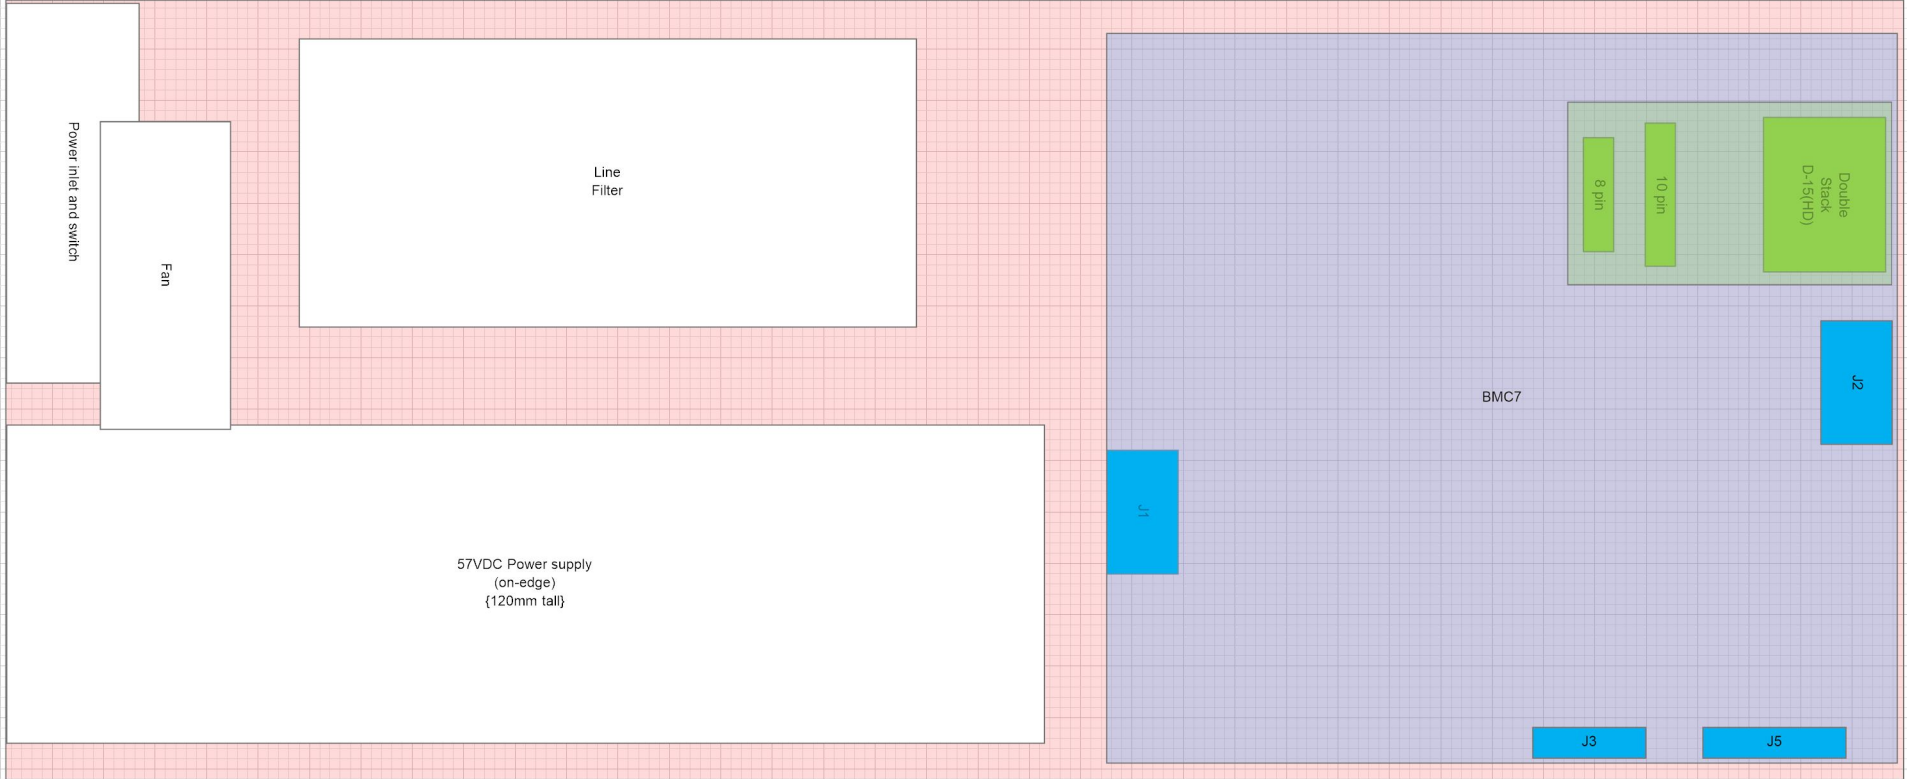 Power inlet and switch
Fan
Line
Filter
57VDC Power supply
(on-edge)
{120mm tall}
BMC7
8 pin
10 pin
Double
Stack
D-15(HD)
J2
J1
J3
J5